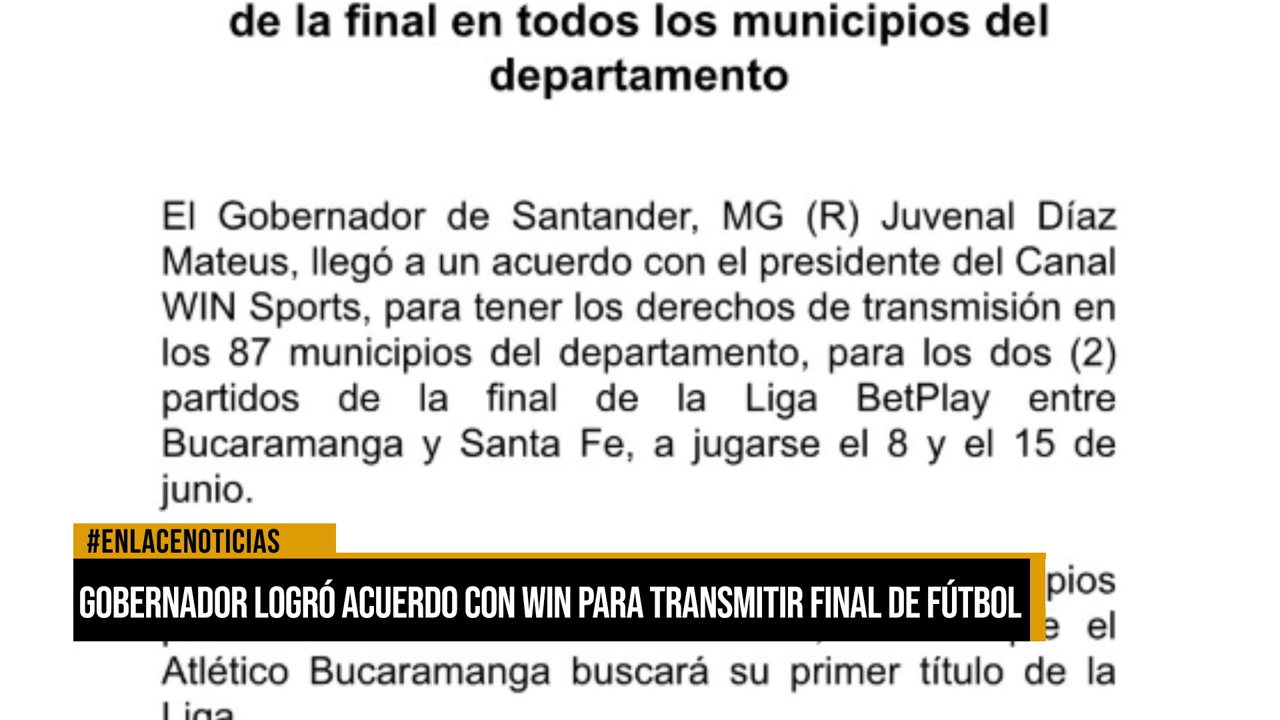 de la final en todos los municipios del
departamento
El Gobernador de Santander, MG (R) Juvenal Díaz
Mateus, llegó a un acuerdo con el presidente del Canal
WIN Sports, para tener los derechos de transmisión en
los 87 municipios del departamento, para los dos (2)
partidos de la final de la Liga BetPlay entre
Bucaramanga y Santa Fe, a jugarse el 8 y el 15 de
junio.
#ENLACENOTICIAS
GOBERNADOR LOGRÓ ACUERDO CON WIN PARA TRANSMITIR FINAL DE FÚTBOL
pios
el
Atlético Bucaramanga buscará su primer título de la
Liga